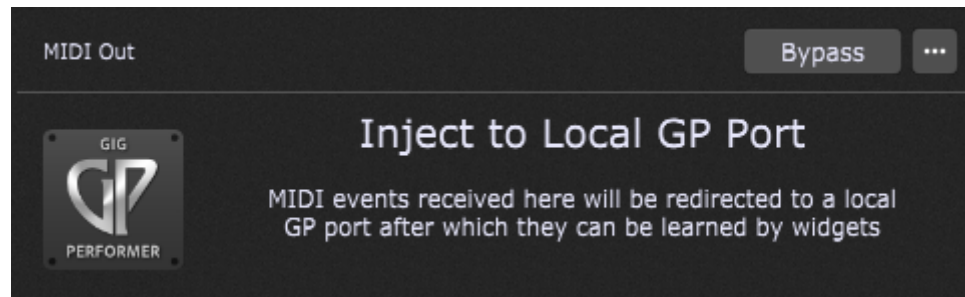 MIDI Out
Bypass
...
Inject to Local GP Port
GIG
GP
PERFORMER
MIDI events received here will be redirected to a local
GP port after which they can be learned by widgets